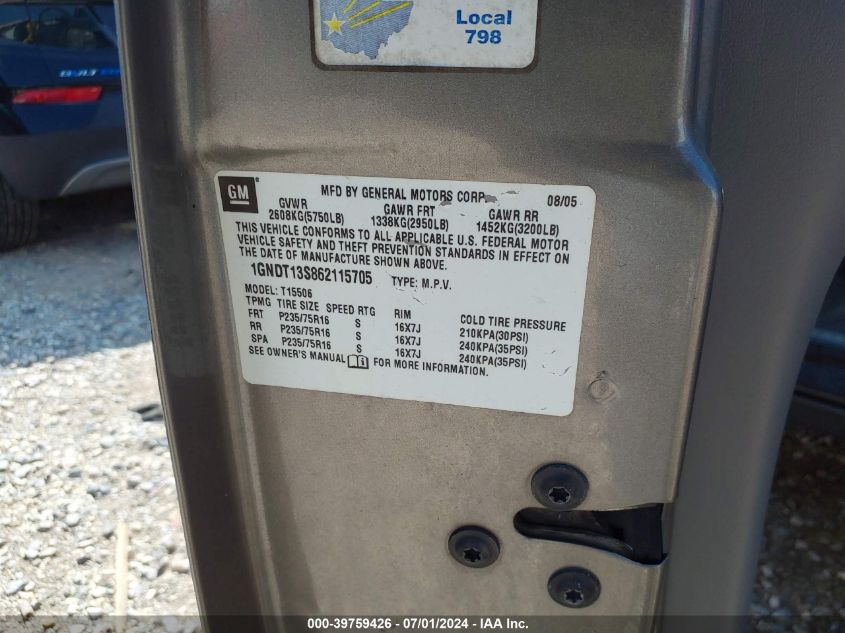 Local
798
BOLT
GM
MFD BY GENERAL MOTORS CORP 08/05
GVWR GAWR FRT GAWR RR
2608KG(5750LB) 1338KG(2950LB) 1452KG(3200LB)
THIS VEHICLE CONFORMS TO ALL APPLICABLE U.S. FEDERAL MOTOR
VEHICLE SAFETY AND THEFT PREVENTION STANDARDS IN EFFECT ON
THE DATE OF MANUFACTURE SHOWN ABOVE.
1GNDT13S862115705 TYPE: M.P.V.
MODEL: T15506
TPMG TIRE SIZE SPEED RTG RIM COLD TIRE PRESSURE
FRT P235/75R16 S 16X7J 210KPA(30PSI)
RR P235/75R16 S 16X7J 240KPA(35PSI)
SPA P235/75R16 S 16X7J 240KPA(35PSI)
SEE OWNER'S MANUAL FOR MORE INFORMATION.
000-39759426 - 07/01/2024 - IAA Inc.